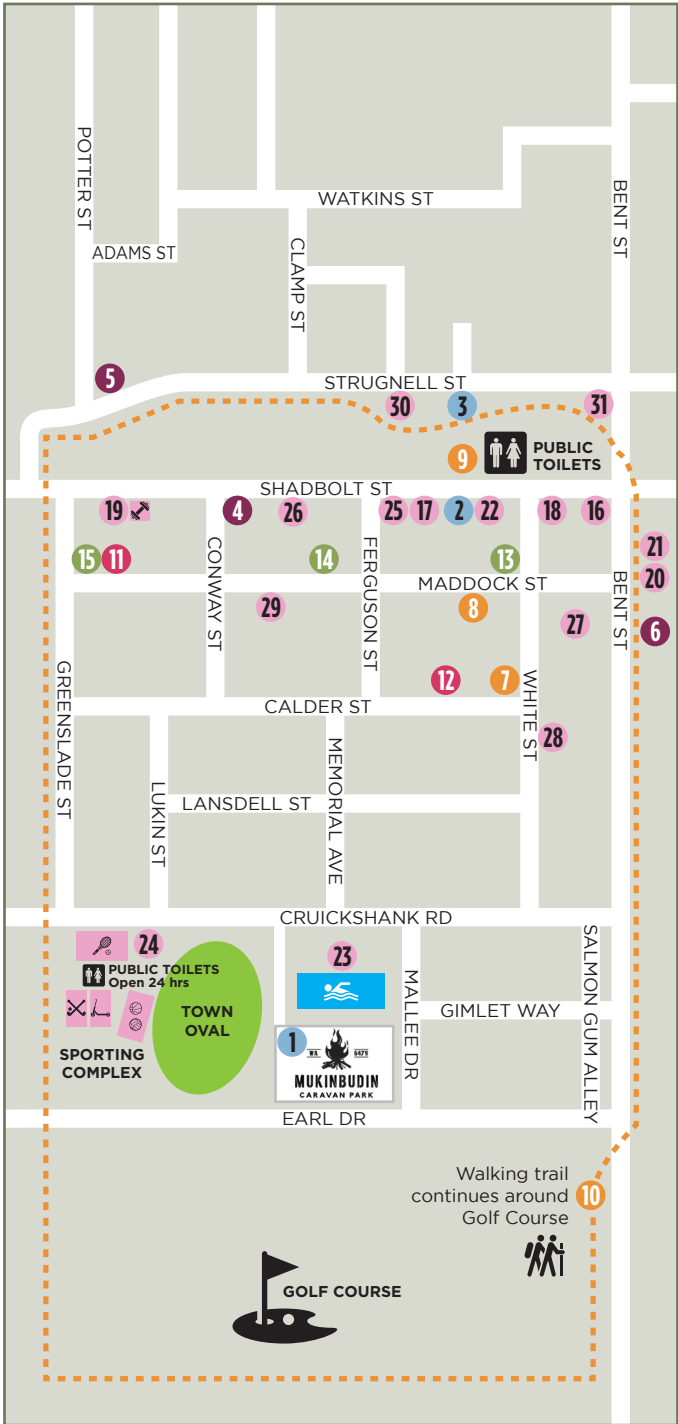 POTTER ST
WATKINS ST
BENT ST
ADAMS ST
CLAMP ST
5
STRUGNELL ST
30
3
31
9
PUBLIC
TOILETS
SHADBOLT ST
19
4
26
25
17
2
22
18
16
21
15
11
CONWAY ST
14
FERGUSON ST
13
MADDOCK ST
20
BENT ST
29
8
27
6
GREENSLADE ST
12
7
WHITE ST
CALDER ST
28
LUKIN ST
MEMORIAL AVE
LANSDELL ST
CRUICKSHANK RD
24
PUBLIC TOILETS
Open 24 hrs
TOWN
OVAL
SPORTING
COMPLEX
23
MALLEE DR
GIMLET WAY
SALMON GUM ALLEY
1
WA 6479
MUKINBUDIN
CARAVAN PARK
EARL DR
Walking trail
continues around
Golf Course
10
GOLF COURSE